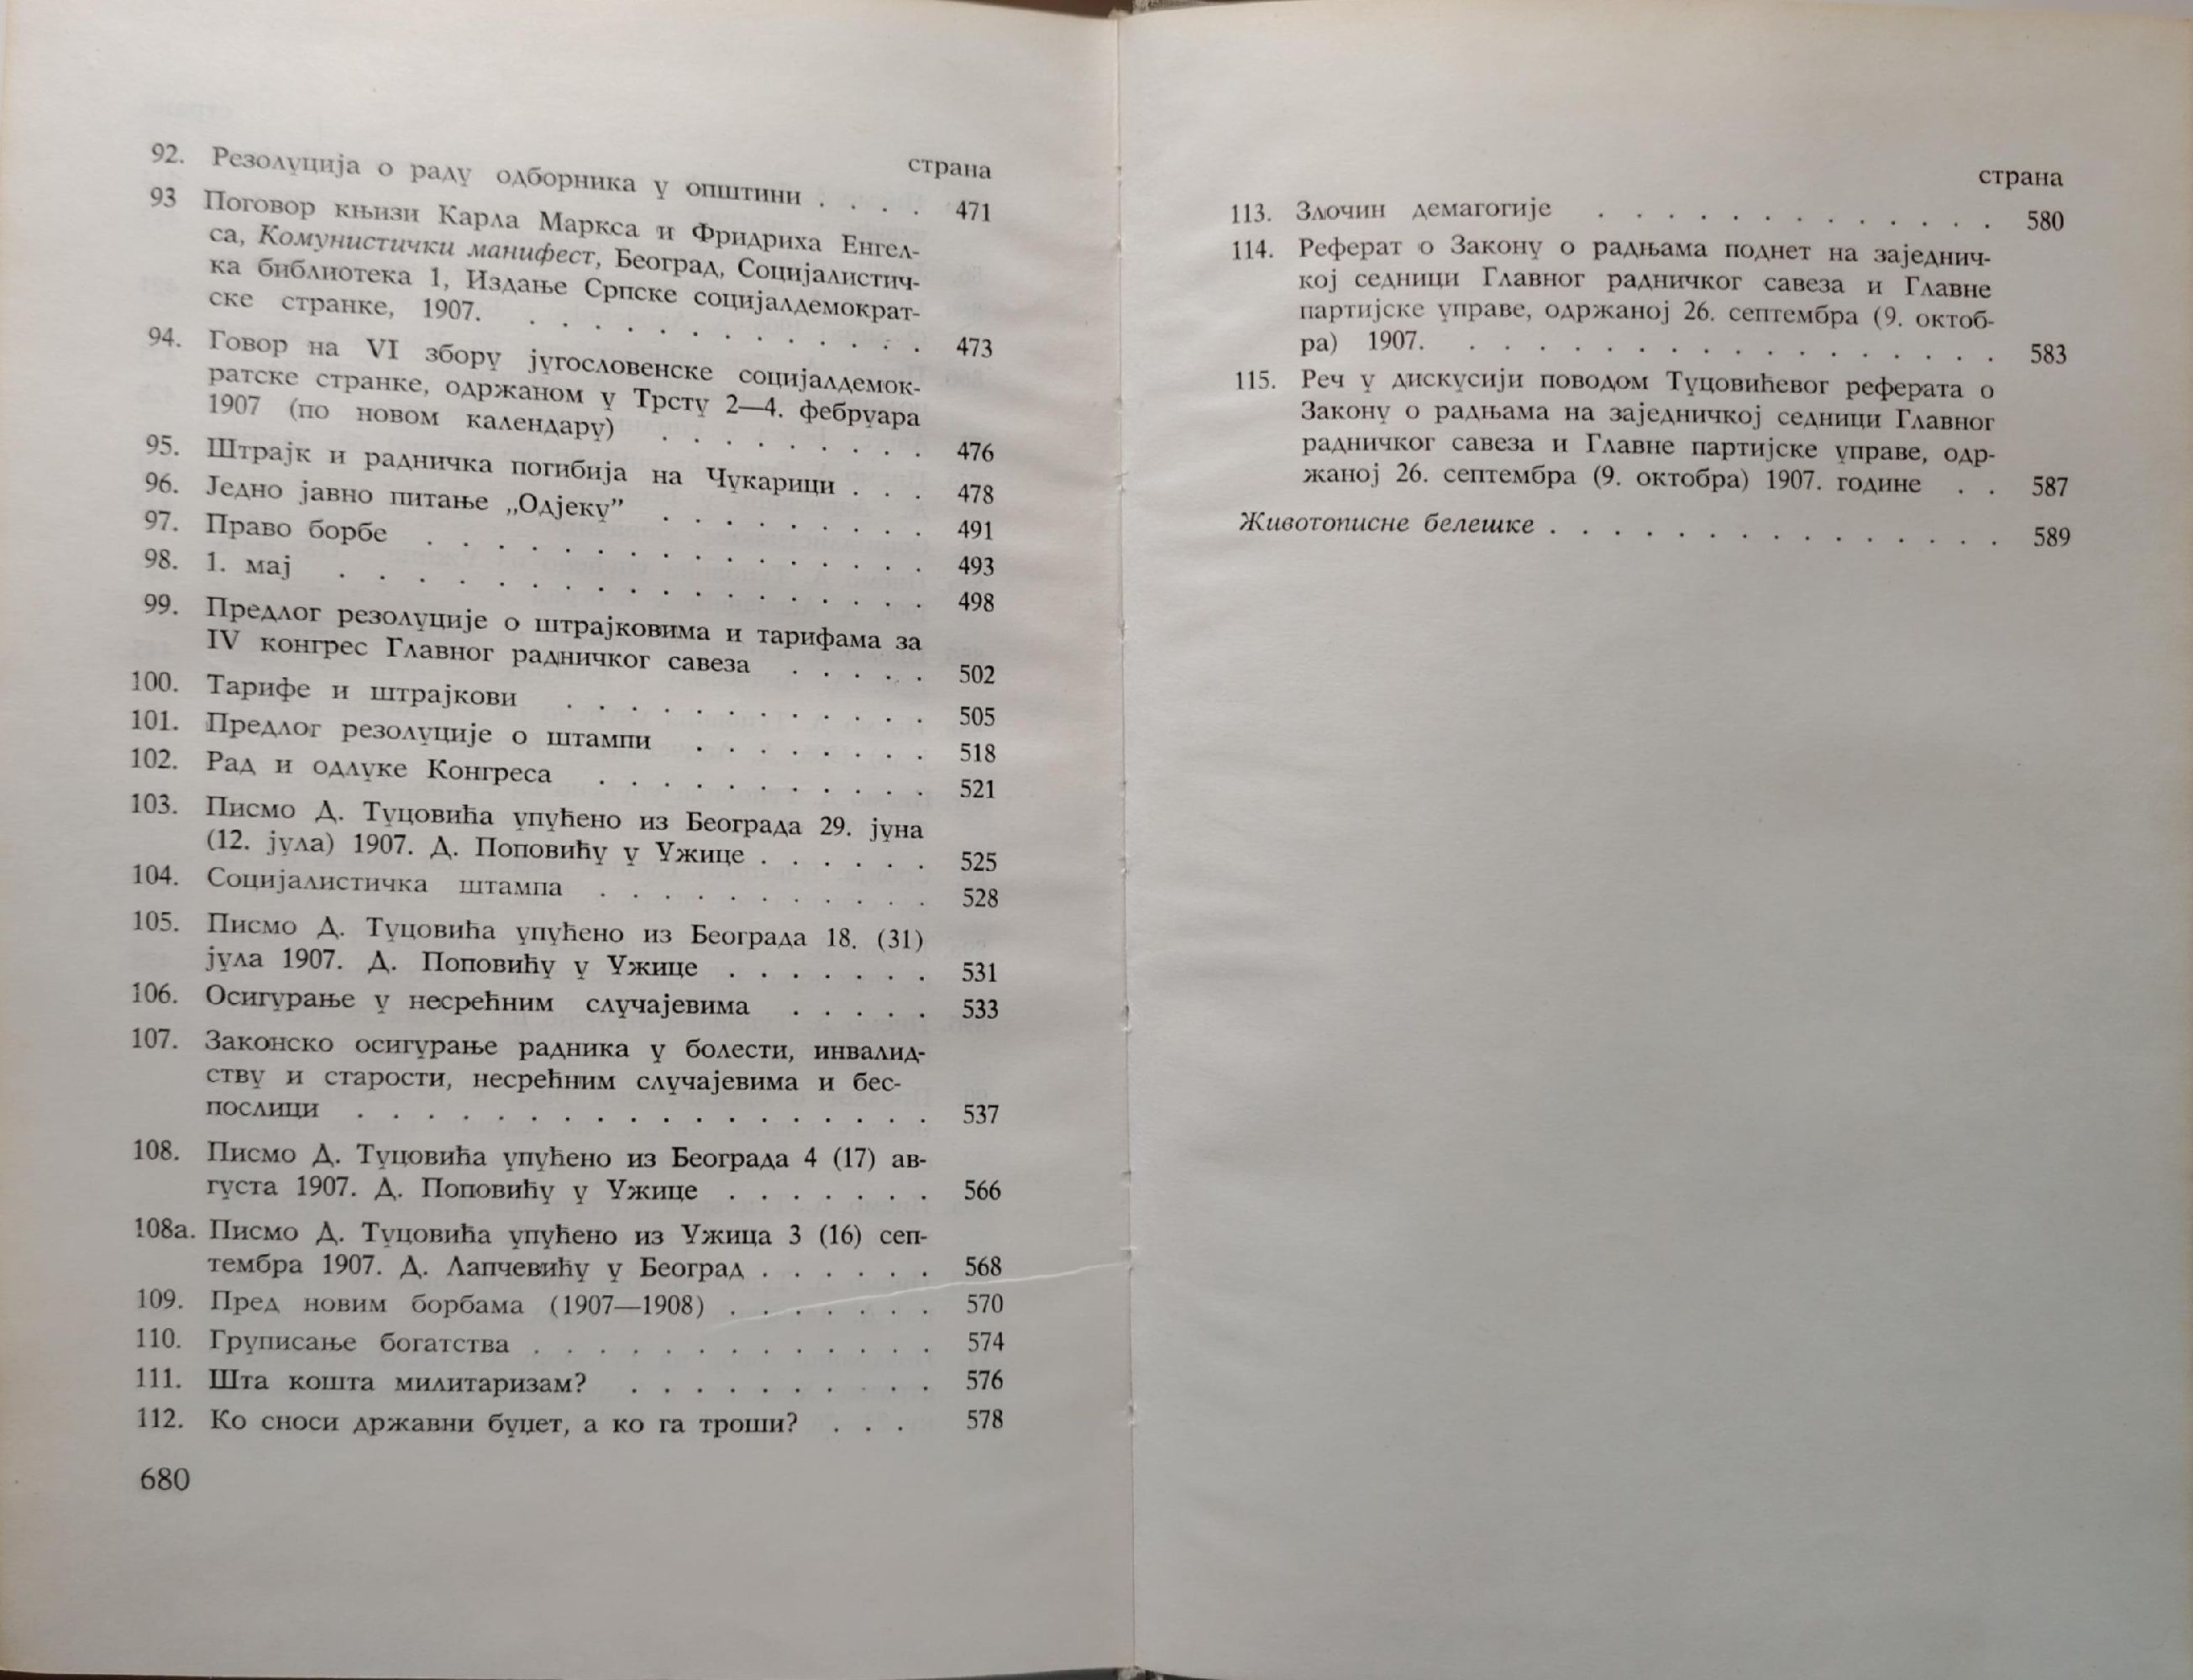 страна
92. Резолуција о раду одборника у општини . . . . 471
93 Поговор књизи Карла Маркса и Фридриха Енгел-
са, Комунистички манифест, Београд, Социјалистич-
ка библиотека 1, Издање Српске социјалдемократ-
ске странке, 1907. . . . . . . . . . . . . 473
94. Говор на VI збору југословенске социјалдемок-
ратске странке, одржаном у Трсту 2—4. фебруара
1907 (по новом календару) . . . . . . . . 476
95. Штрајк и радничка погибија на Чукарици . . . 478
96. Једно јавно питање „Одјеку” . . . . . . . . 491
97. Право борбе . . . . . . . . . . . . . . . 493
98. 1. мај . . . . . . . . . . . . . . . . . . 498
99. Предлог резолуције о штрајковима и тарифама за
IV конгрес Главног радничког савеза . . . . . 502
100. Тарифе и штрајкови . . . . . . . . . . . 505
101. Предлог резолуције о штампи . . . . . . . . 518
102. Рад и одлуке Конгреса . . . . . . . . . . . 521
103. Писмо Д. Туцовића упућено из Београда 29. јуна
(12. јула) 1907. Д. Поповићу у Ужице . . . . . . 525
104. Социјалистичка штампа . . . . . . . . . . . 528
105. Писмо Д. Туцовића упућено из Београда 18. (31)
јула 1907. Д. Поповићу у Ужице . . . . . . . 531
106. Осигурање у несрећним случајевима . . . . . 533
107. Законско осигурање радника у болести, инвалид-
ству и старости, несрећним случајевима и бес-
послици . . . . . . . . . . . . . . . . . . 537
108. Писмо Д. Туцовића упућено из Београда 4 (17) ав-
густа 1907. Д. Поповићу у Ужице . . . . . . . 566
108а. Писмо Д. Туцовића упућено из Ужица 3 (16) сеп-
тембра 1907. Д. Лапчевићу у Београд . . . . . . 568
109. Пред новим борбама (1907—1908) . . . . . . . 570
110. Груписање богатства . . . . . . . . . . . . . 574
111. Шта кошта милитаризам? . . . . . . . . . . 576
112. Ко сноси државни буџет, а ко га троши? . . . 578
680
страна
113. Злочин демагогије . . . . . . . . . . . . . 580
114. Реферат о Закону о радњама поднет на заједнич-
кој седници Главног радничког савеза и Главне
партијске управе, одржаној 26. септембра (9. октоб-
ра) 1907. . . . . . . . . . . . . . . . . . 583
115. Реч у дискусији поводом Туцовићевог реферата о
Закону о радњама на заједничкој седници Главног
радничког савеза и Главне партијске управе, одр-
жаној 26. септембра (9. октобра) 1907. године . . 587
Животописне белешке . . . . . . . . . . . . . . 589